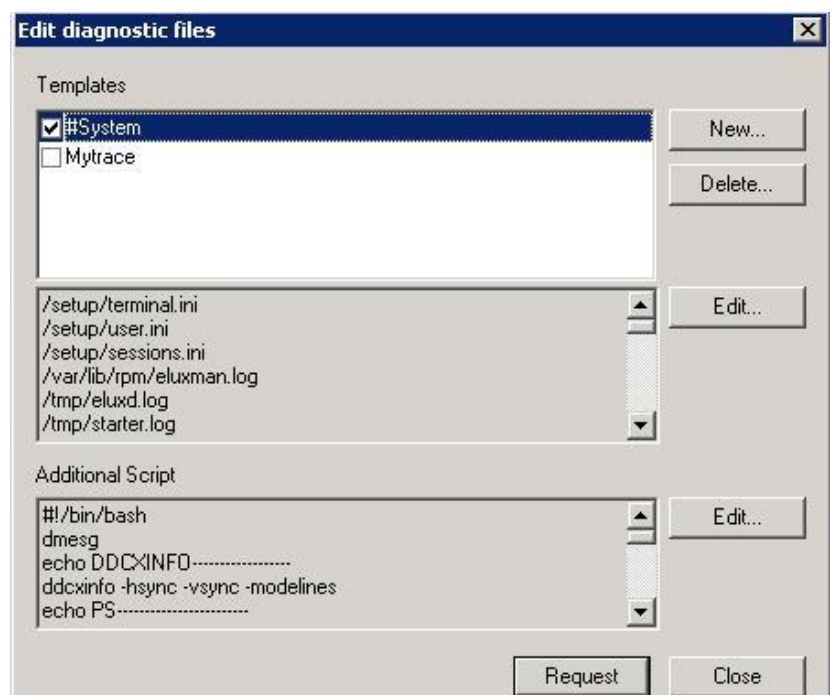 Edit diagnostic files
Templates
#System
Mytrace
New...
Delete...
/setup/terminal.ini
/setup/user.ini
/setup/sessions.ini
/var/lib/rpm/eluxman.log
/tmp/eluxd.log
/tmp/starter.log
Edit...
Additional Script
#!/bin/bash
dmesg
echo DDCXINFO-----------------
ddcxinfo -hsync -vsync -modelines
echo PS-----------------------
Edit...
Request
Close